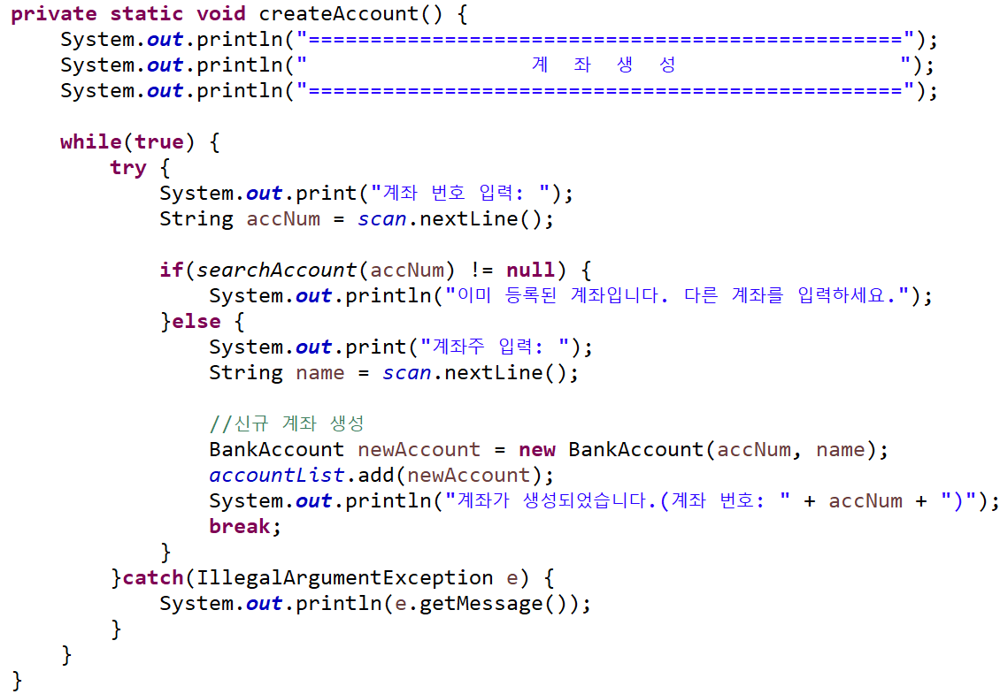 private static void createAccount() {
System.out.println("================================================");
System.out.println("                  계  좌  생  성                  ");
System.out.println("================================================");
while(true) {
try {
System.out.print("계좌 번호 입력: ");
String accNum = scan.nextLine();
if(searchAccount(accNum) != null) {
System.out.println("이미 등록된 계좌입니다. 다른 계좌를 입력하세요.");
}else {
System.out.print("계좌주 입력: ");
String name = scan.nextLine();
//신규 계좌 생성
BankAccount newAccount = new BankAccount(accNum, name);
accountList.add(newAccount);
System.out.println("계좌가 생성되었습니다.(계좌 번호: " + accNum + ")");
break;
}
}catch(IllegalArgumentException e) {
System.out.println(e.getMessage());
}
}
}